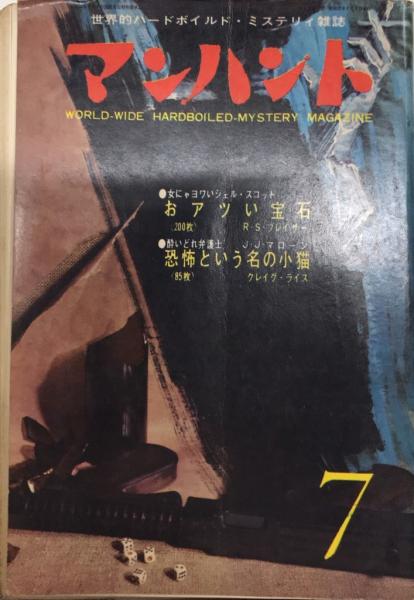 世界的ハードボイルド・ミステリィ雑誌
マンハント
WORLD-WIDE HARDBOILED-MYSTERY MAGAZINE
●女にゃヨワいシェル・スコット
おアツい宝石
(200枚) R・S・プレイザー
●酔いどれ弁護士 J・J・マローン
恐怖という名の小猫
(85枚) クレイグ・ライス
7